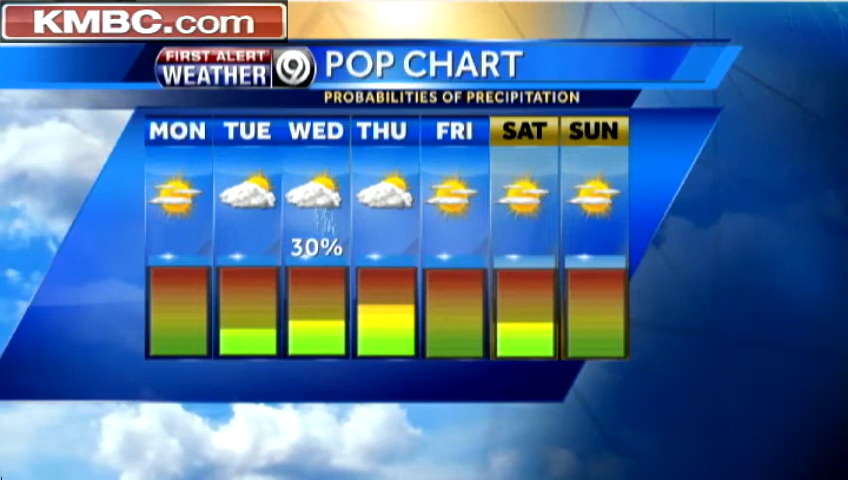 KMBC.com
FIRST ALERT
WEATHER 9
POP CHART
PROBABILITIES OF PRECIPITATION
MON TUE WED THU FRI SAT SUN
30%